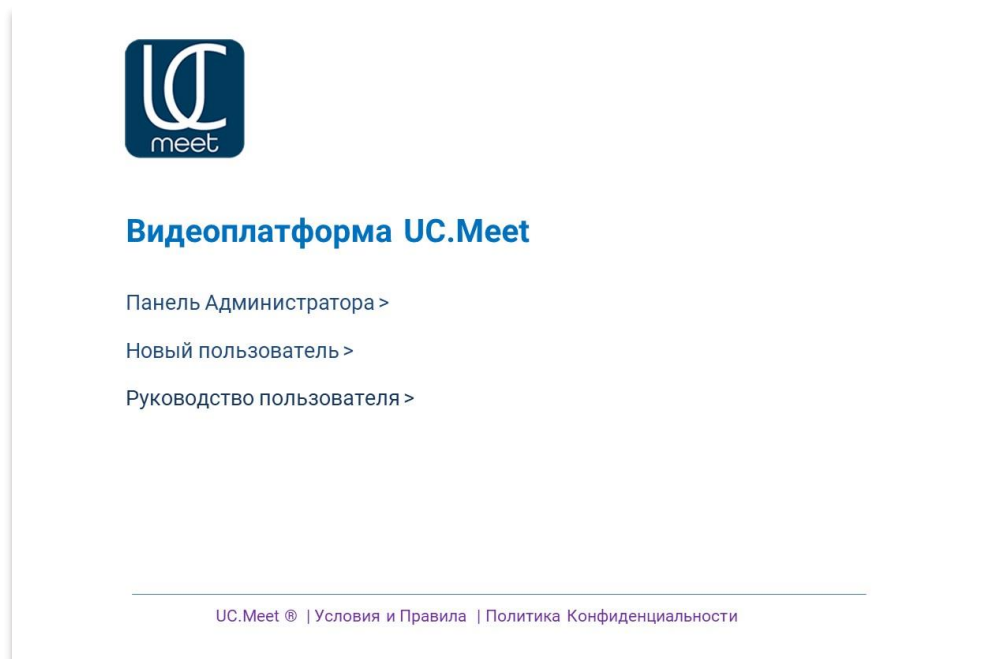 UC
meet
Видеоплатформа UC.Meet
Панель Администратора >
Новый пользователь >
Руководство пользователя >
UC.Meet ® | Условия и Правила | Политика Конфиденциальности